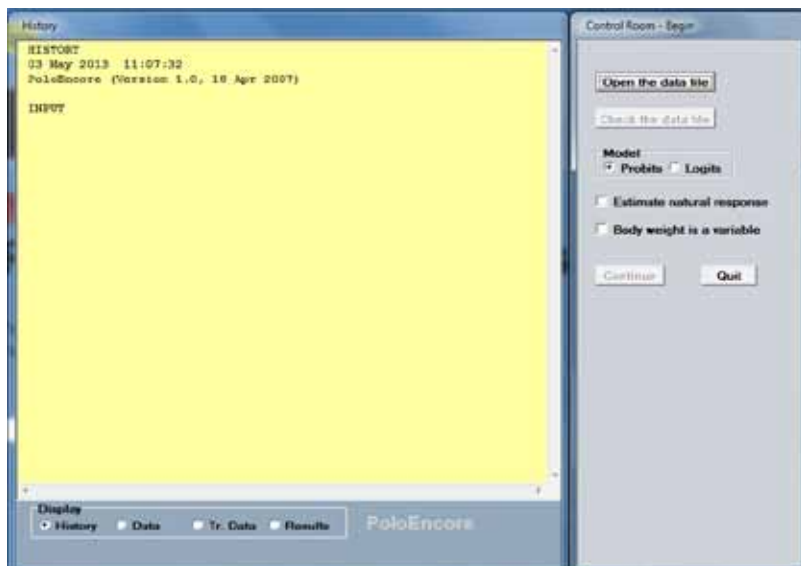 History
HISTORY
03 May 2013  11:07:32
PoloEncore (Version 1.0, 18 Apr 2007)
INPUT
Display
History Data Tr. Data Results
PoloEncore
Control Room - Begin
Open the data file
Check the data file
Model
Probits Logits
Estimate natural response
Body weight is a variable
Continue Quit